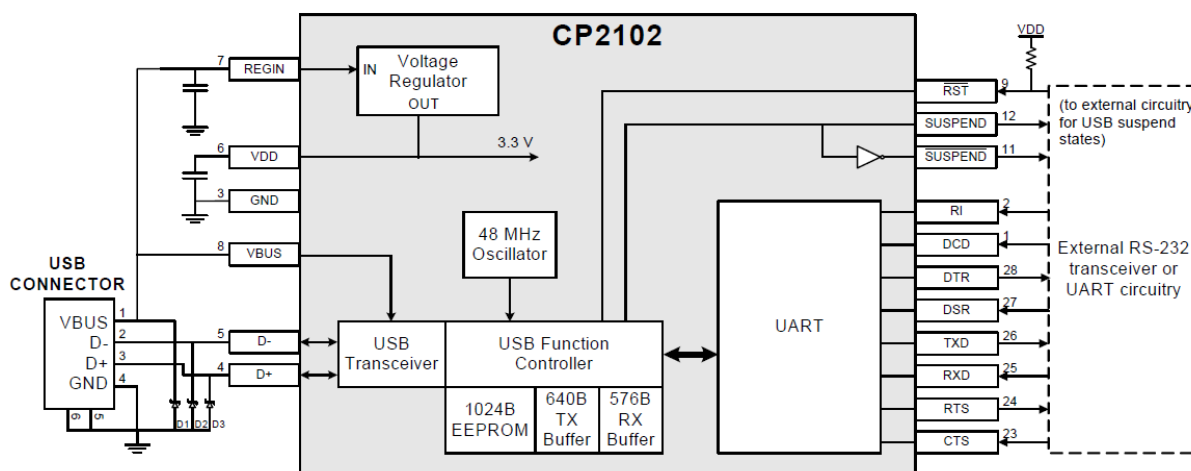 CP2102
VDD
7
REGIN
IN
Voltage
Regulator
OUT
9
RST
(to external circuitry
for USB suspend
states)
12
SUSPEND
6
VDD
3.3 V
11
SUSPEND
3
GND
2
RI
48 MHz
Oscillator
8
VBUS
1
DCD
External RS-232
transceiver or
UART circuitry
USB
CONNECTOR
28
DTR
VBUS
1
27
DSR
D-
2
5
D-
USB
Transceiver
USB Function
Controller
UART
26
TXD
D+
3
4
D+
25
RXD
GND
4
1024B
EEPROM
640B
TX
Buffer
576B
RX
Buffer
24
RTS
6
5
D1
D2
D3
23
CTS